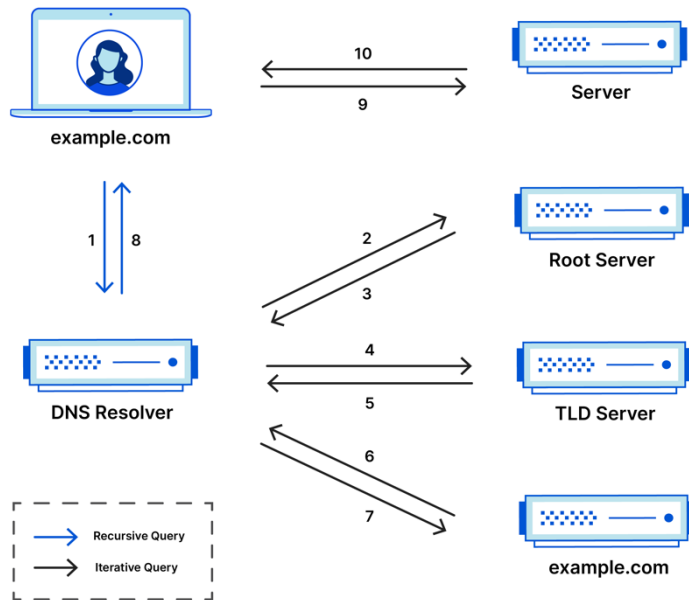 10
Server
9
example.com
1
8
2
Root Server
3
4
DNS Resolver
5
TLD Server
6
7
Recursive Query
Iterative Query
example.com